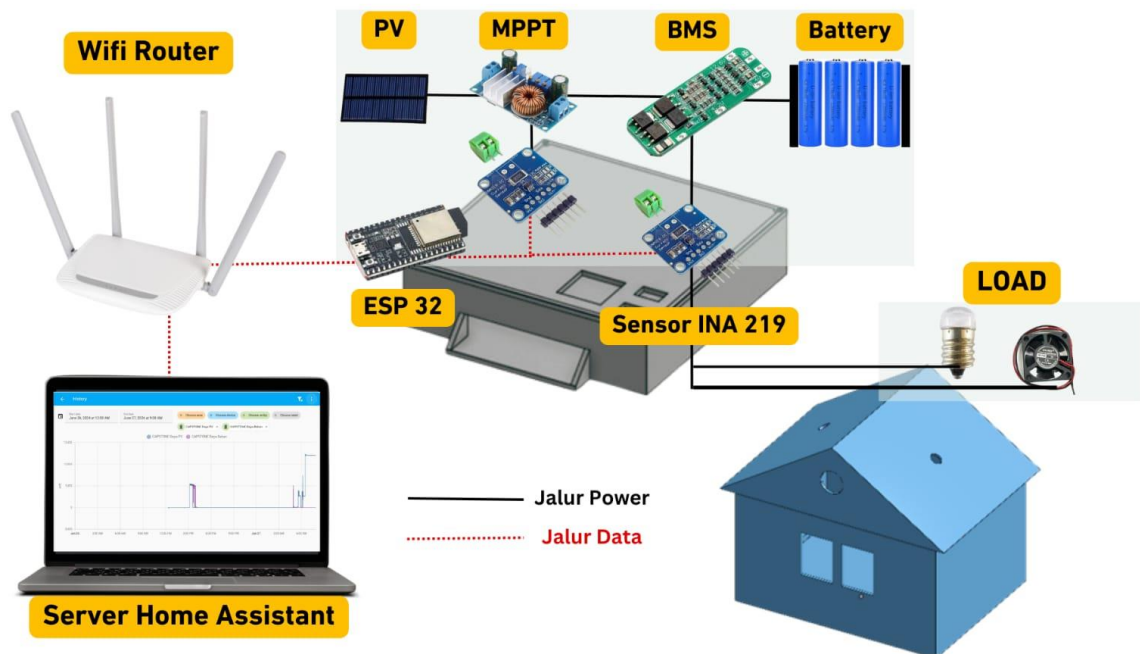 PV
MPPT
BMS
Battery
Wifi Router
ESP 32
Sensor INA 219
LOAD
History
Jalur Power
Jalur Data
Server Home Assistant